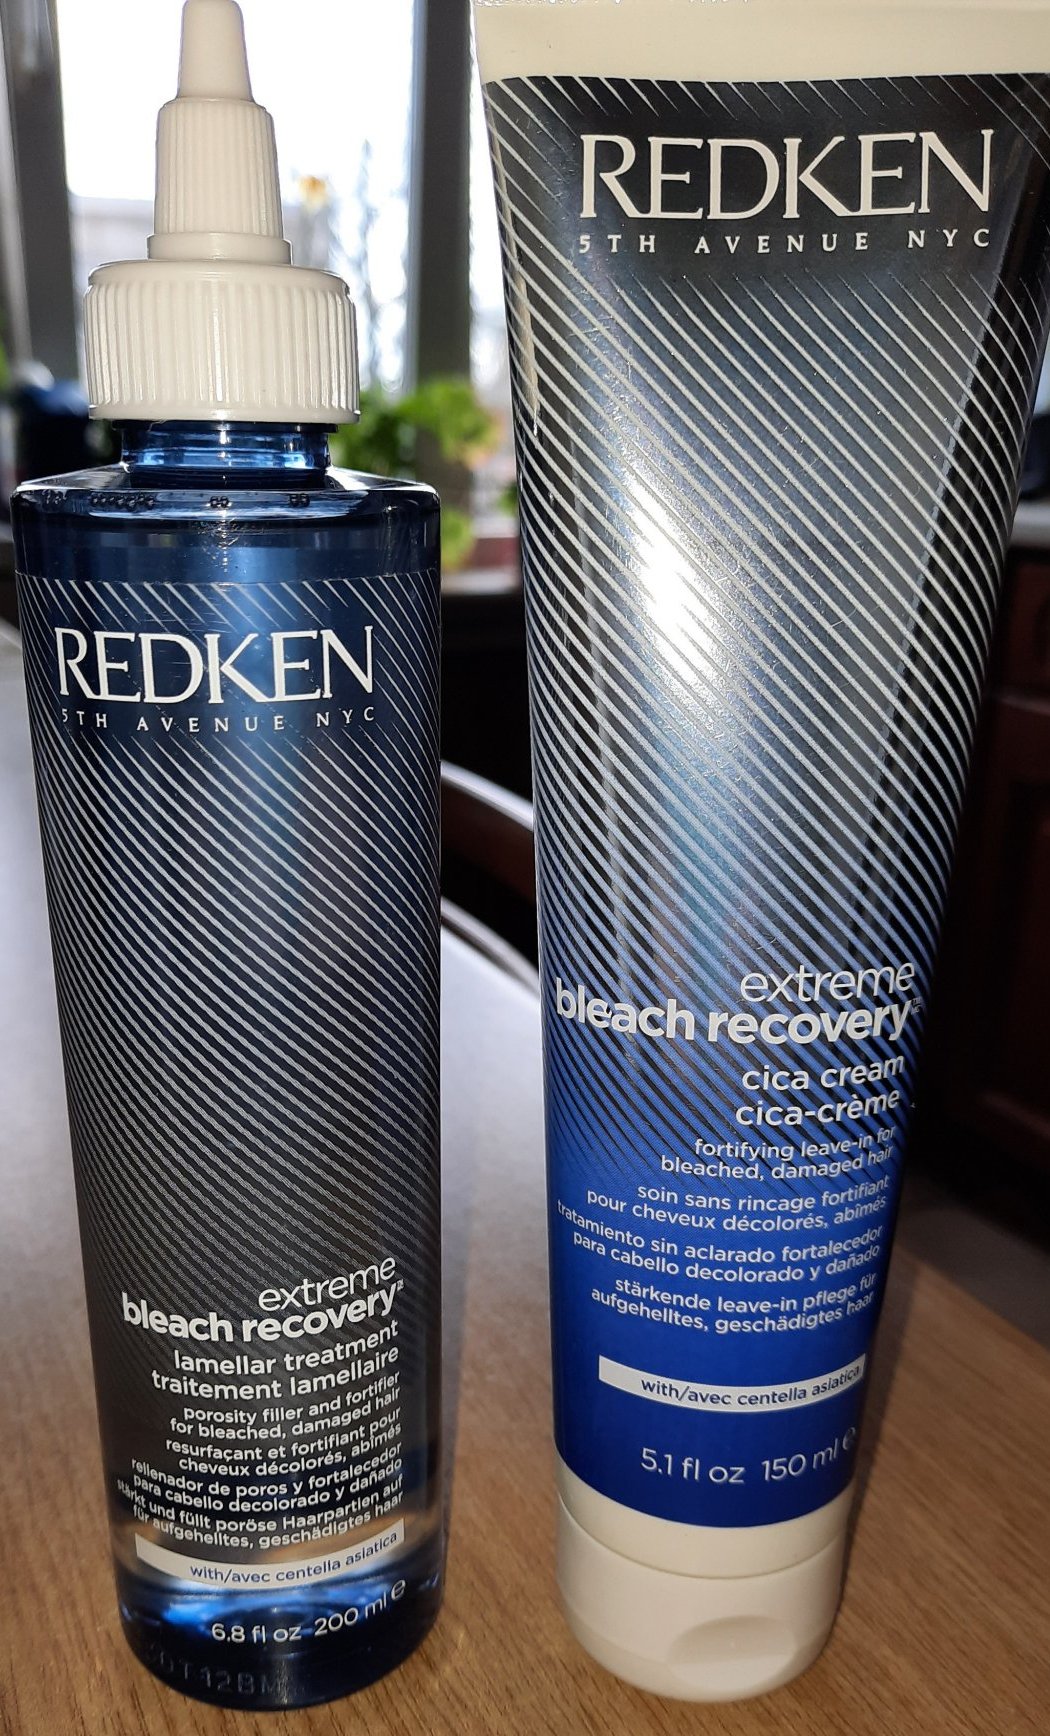 REDKEN
5TH AVENUE NYC
extreme
bleach recovery™
lamellar treatment
traitement lamellaire
porosity filler and fortifier
for bleached, damaged hair
resurfaçant et fortifiant pour
cheveux décolorés, abîmés
rellenador de poros y fortalecedor
para cabello decolorado y dañado
stärkt und füllt poröse Haarpartien auf
für aufgehelltes, geschädigtes haar
with/avec centella asiatica
6.8 fl oz 200 ml e
REDKEN
5TH AVENUE NYC
extreme
bleach recovery
cica cream
cica-crème
fortifying leave-in for
bleached, damaged hair
soin sans rincage fortifiant
pour cheveux décolorés, abîmés
tratamiento sin aclarado fortalecedor
para cabello decolorado y dañado
stärkende leave-in pflege für
aufgehelltes, geschädigtes haar
with/avec centella asiatica
5.1 fl oz 150 ml e